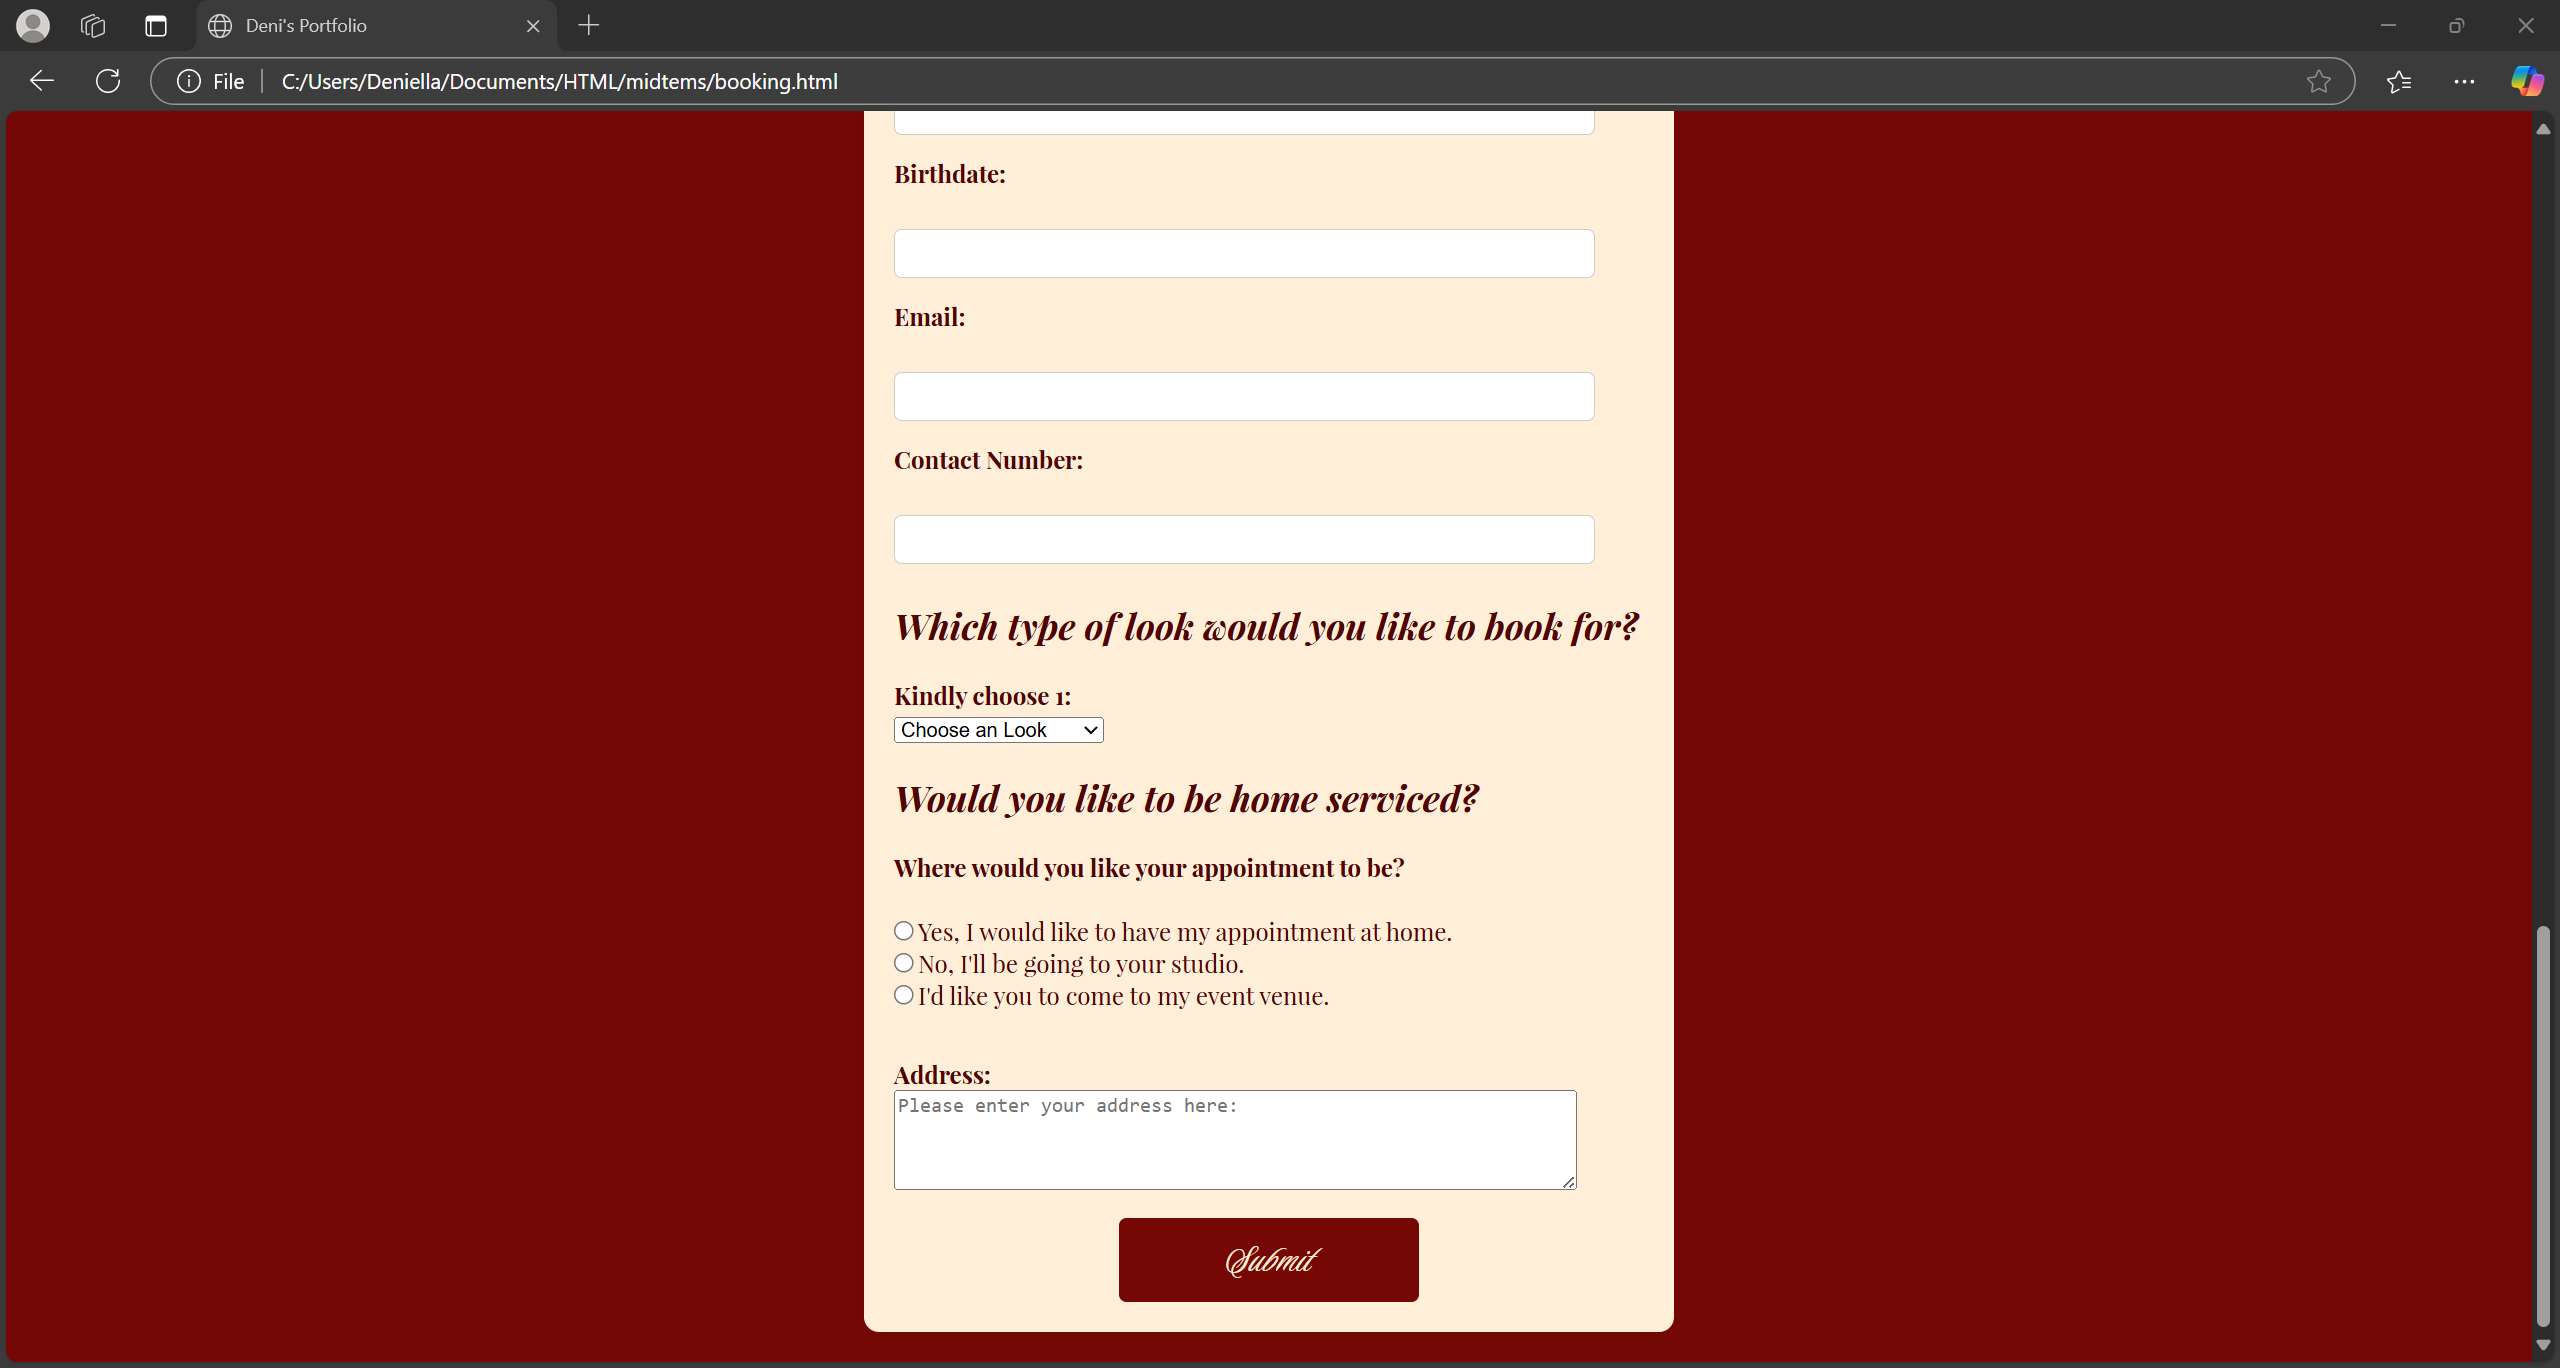 Deni's Portfolio
File
C:/Users/Deniella/Documents/HTML/midtems/booking.html
Birthdate:
Email:
Contact Number:
Which type of look would you like to book for?
Kindly choose 1:
Choose an Look
Would you like to be home serviced?
Where would you like your appointment to be?
Yes, I would like to have my appointment at home.
No, I'll be going to your studio.
I'd like you to come to my event venue.
Address:
Please enter your address here:
Submit